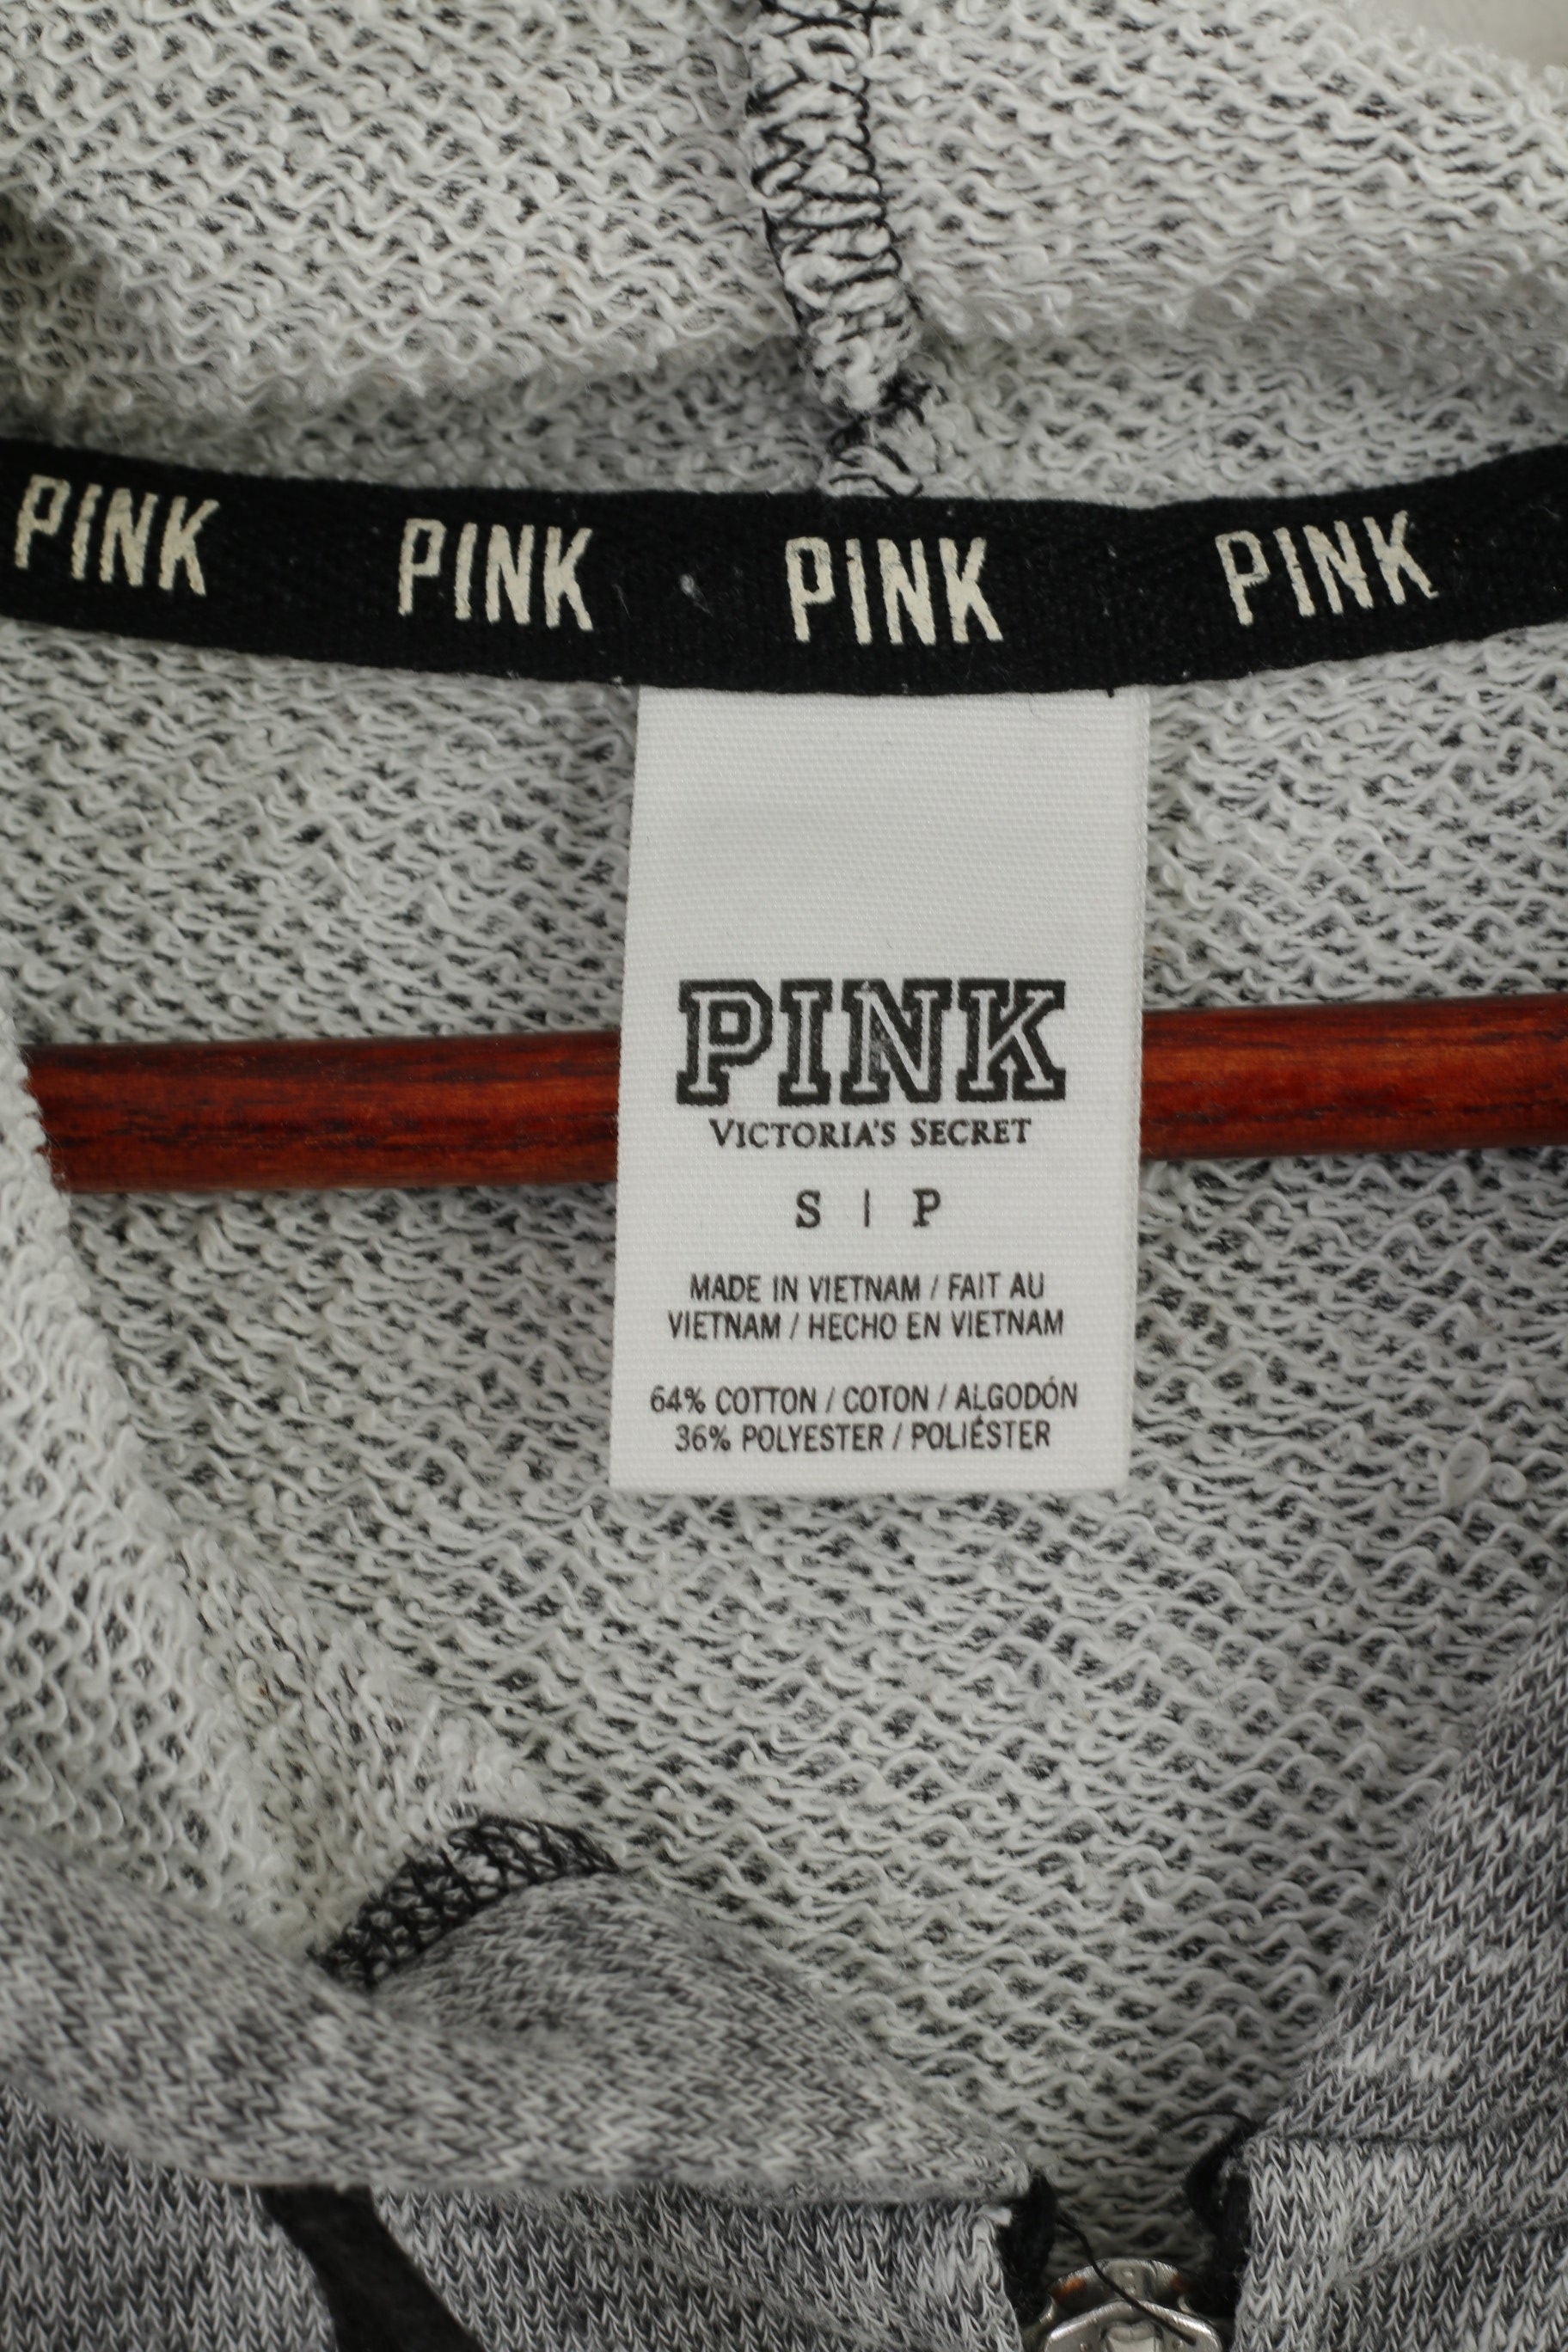 PINK PINK PINK PINK
PINK
VICTORIA'S SECRET
S | P
MADE IN VIETNAM / FAIT AU
VIETNAM / HECHO EN VIETNAM
64% COTTON / COTON / ALGODÓN
36% POLYESTER / POLIÉSTER